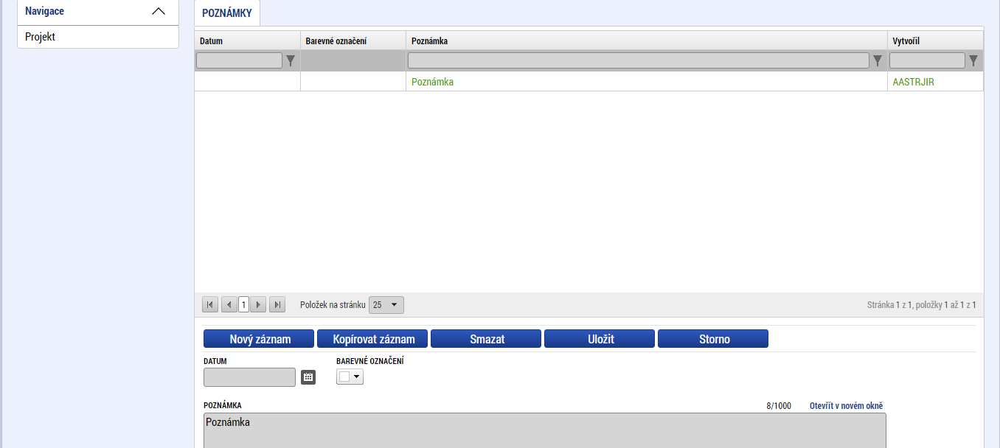 Navigace
Projekt
POZNÁMKY
Datum Barevné označení Poznámka Vytvořil
Poznámka AASTRJIR
1 Položek na stránku 25 Stránka 1 z 1, položky 1 až 1 z 1
Nový záznam Kopírovat záznam Smazat Uložit Storno
DATUM BAREVNÉ OZNAČENÍ
POZNÁMKA 8/1000 Otevřít v novém okně
Poznámka